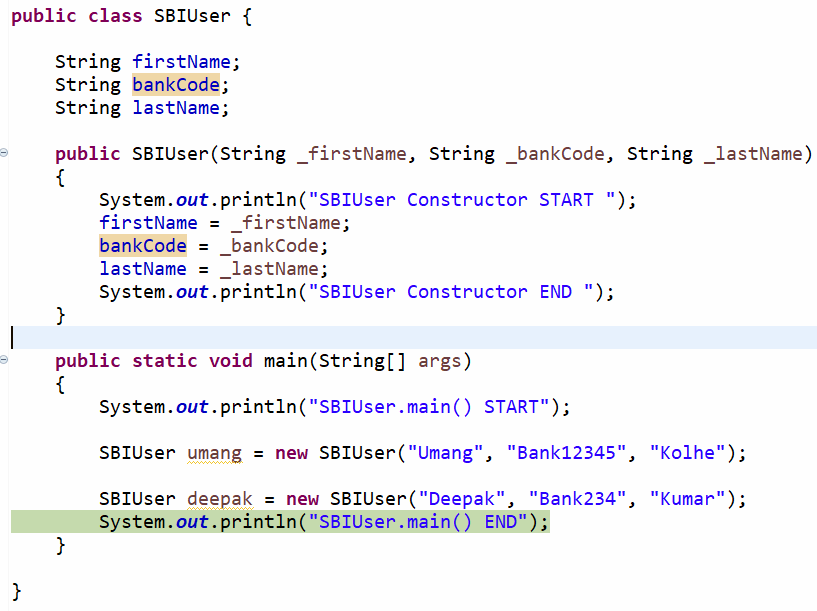 public class SBIUser {
String firstName;
String bankCode;
String lastName;
public SBIUser(String _firstName, String _bankCode, String _lastName)
{
System.out.println("SBIUser Constructor START ");
firstName = _firstName;
bankCode = _bankCode;
lastName = _lastName;
System.out.println("SBIUser Constructor END ");
}
public static void main(String[] args)
{
System.out.println("SBIUser.main() START");
SBIUser umang = new SBIUser("Umang", "Bank12345", "Kolhe");
SBIUser deepak = new SBIUser("Deepak", "Bank234", "Kumar");
System.out.println("SBIUser.main() END");
}
}